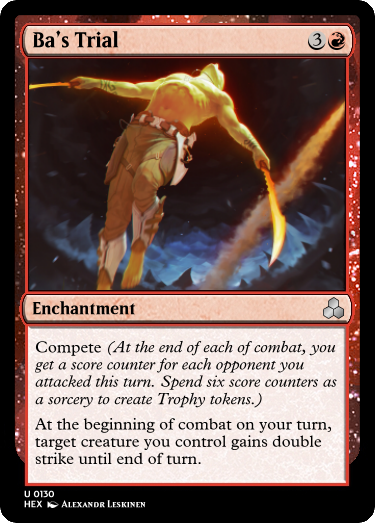 Ba's Trial 3
Enchantment
Compete (At the end of each of combat, you
get a score counter for each opponent you
attacked this turn. Spend six score counters as
a sorcery to create Trophy tokens.)
At the beginning of combat on your turn,
target creature you control gains double
strike until end of turn.
U 0130
HEX Alexandr Leskinen